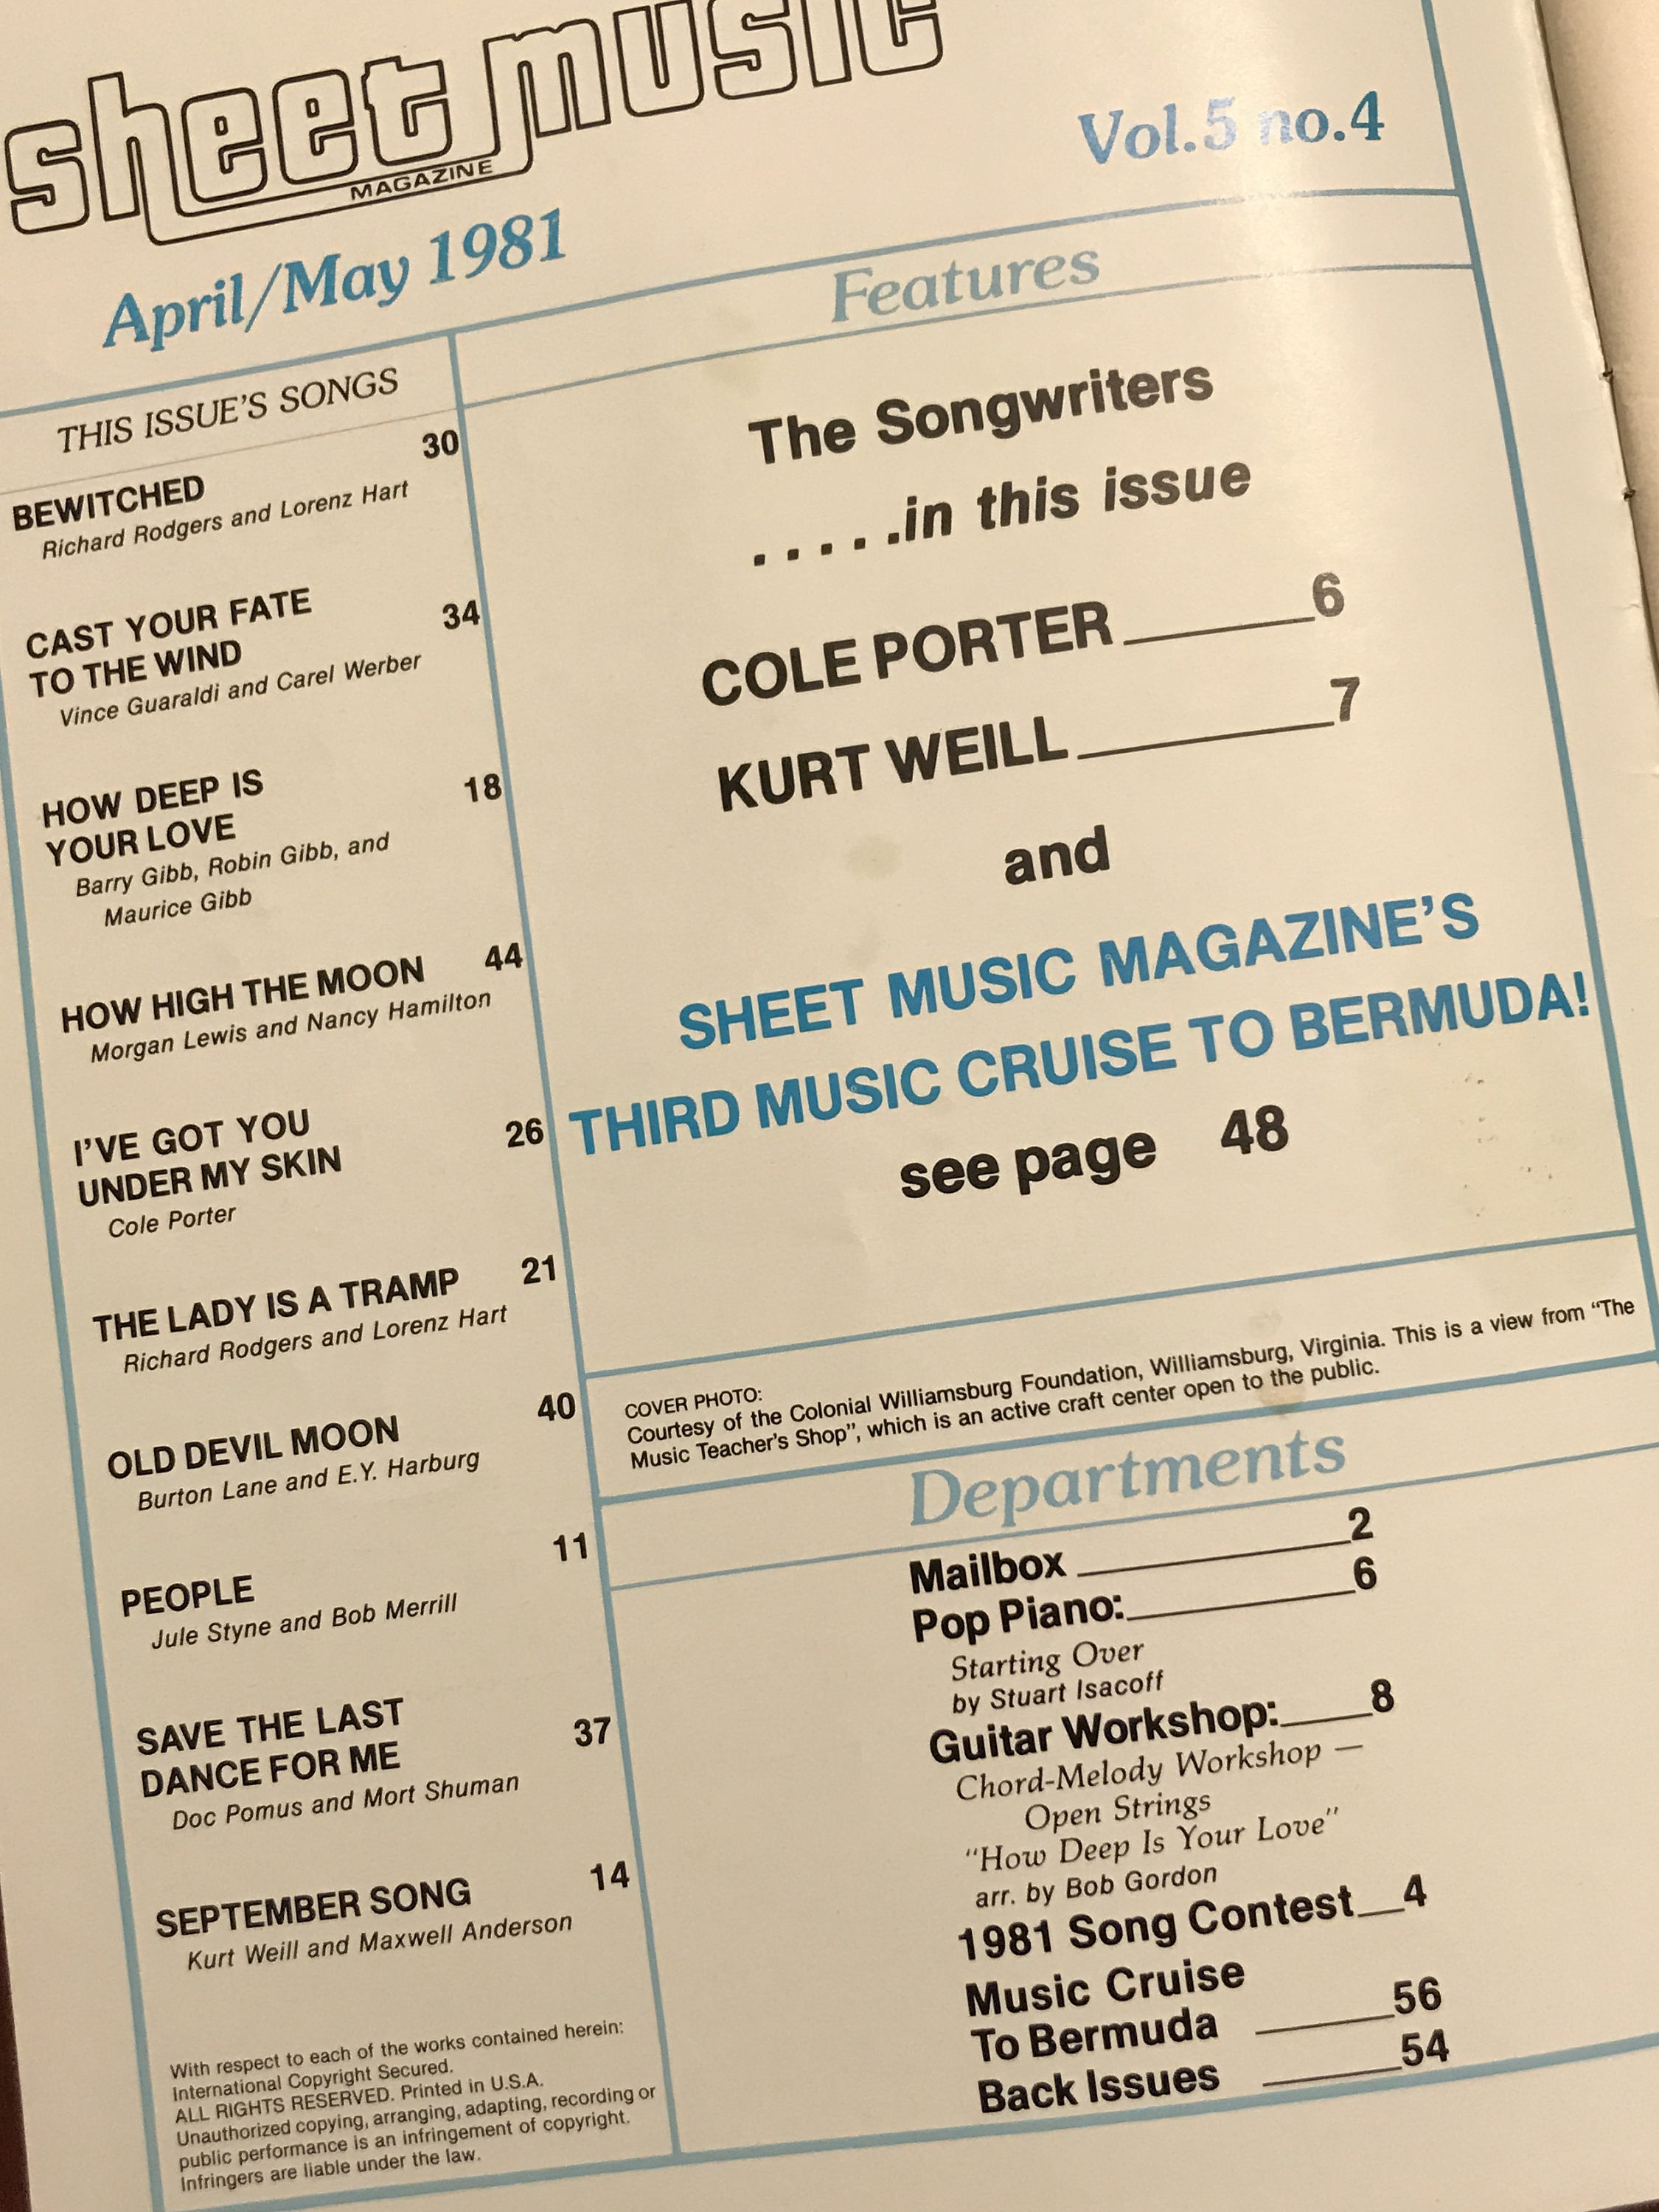 sheet music
MAGAZINE
Vol.5 no.4
April/May 1981
THIS ISSUE'S SONGS
BEWITCHED 30
Richard Rodgers and Lorenz Hart
CAST YOUR FATE
TO THE WIND 34
Vince Guaraldi and Carel Werber
HOW DEEP IS
YOUR LOVE 18
Barry Gibb, Robin Gibb, and
Maurice Gibb
HOW HIGH THE MOON 44
Morgan Lewis and Nancy Hamilton
I'VE GOT YOU
UNDER MY SKIN 26
Cole Porter
THE LADY IS A TRAMP 21
Richard Rodgers and Lorenz Hart
OLD DEVIL MOON 40
Burton Lane and E.Y. Harburg
PEOPLE 11
Jule Styne and Bob Merrill
SAVE THE LAST
DANCE FOR ME 37
Doc Pomus and Mort Shuman
SEPTEMBER SONG 14
Kurt Weill and Maxwell Anderson
With respect to each of the works contained herein:
International Copyright Secured.
ALL RIGHTS RESERVED. Printed in U.S.A.
Unauthorized copying, arranging, adapting, recording or
public performance is an infringement of copyright.
Infringers are liable under the law.
Features
The Songwriters
.....in this issue
COLE PORTER______6
KURT WEILL________7
and
SHEET MUSIC MAGAZINE'S
THIRD MUSIC CRUISE TO BERMUDA!
see page 48
COVER PHOTO:
Courtesy of the Colonial Williamsburg Foundation, Williamsburg, Virginia. This is a view from "The
Music Teacher's Shop", which is an active craft center open to the public.
Departments
Mailbox __________2
Pop Piano:__________6
Starting Over
by Stuart Isacoff
Guitar Workshop:____8
Chord-Melody Workshop —
Open Strings
"How Deep Is Your Love"
arr. by Bob Gordon
1981 Song Contest__4
Music Cruise
To Bermuda ______56
Back Issues ______54